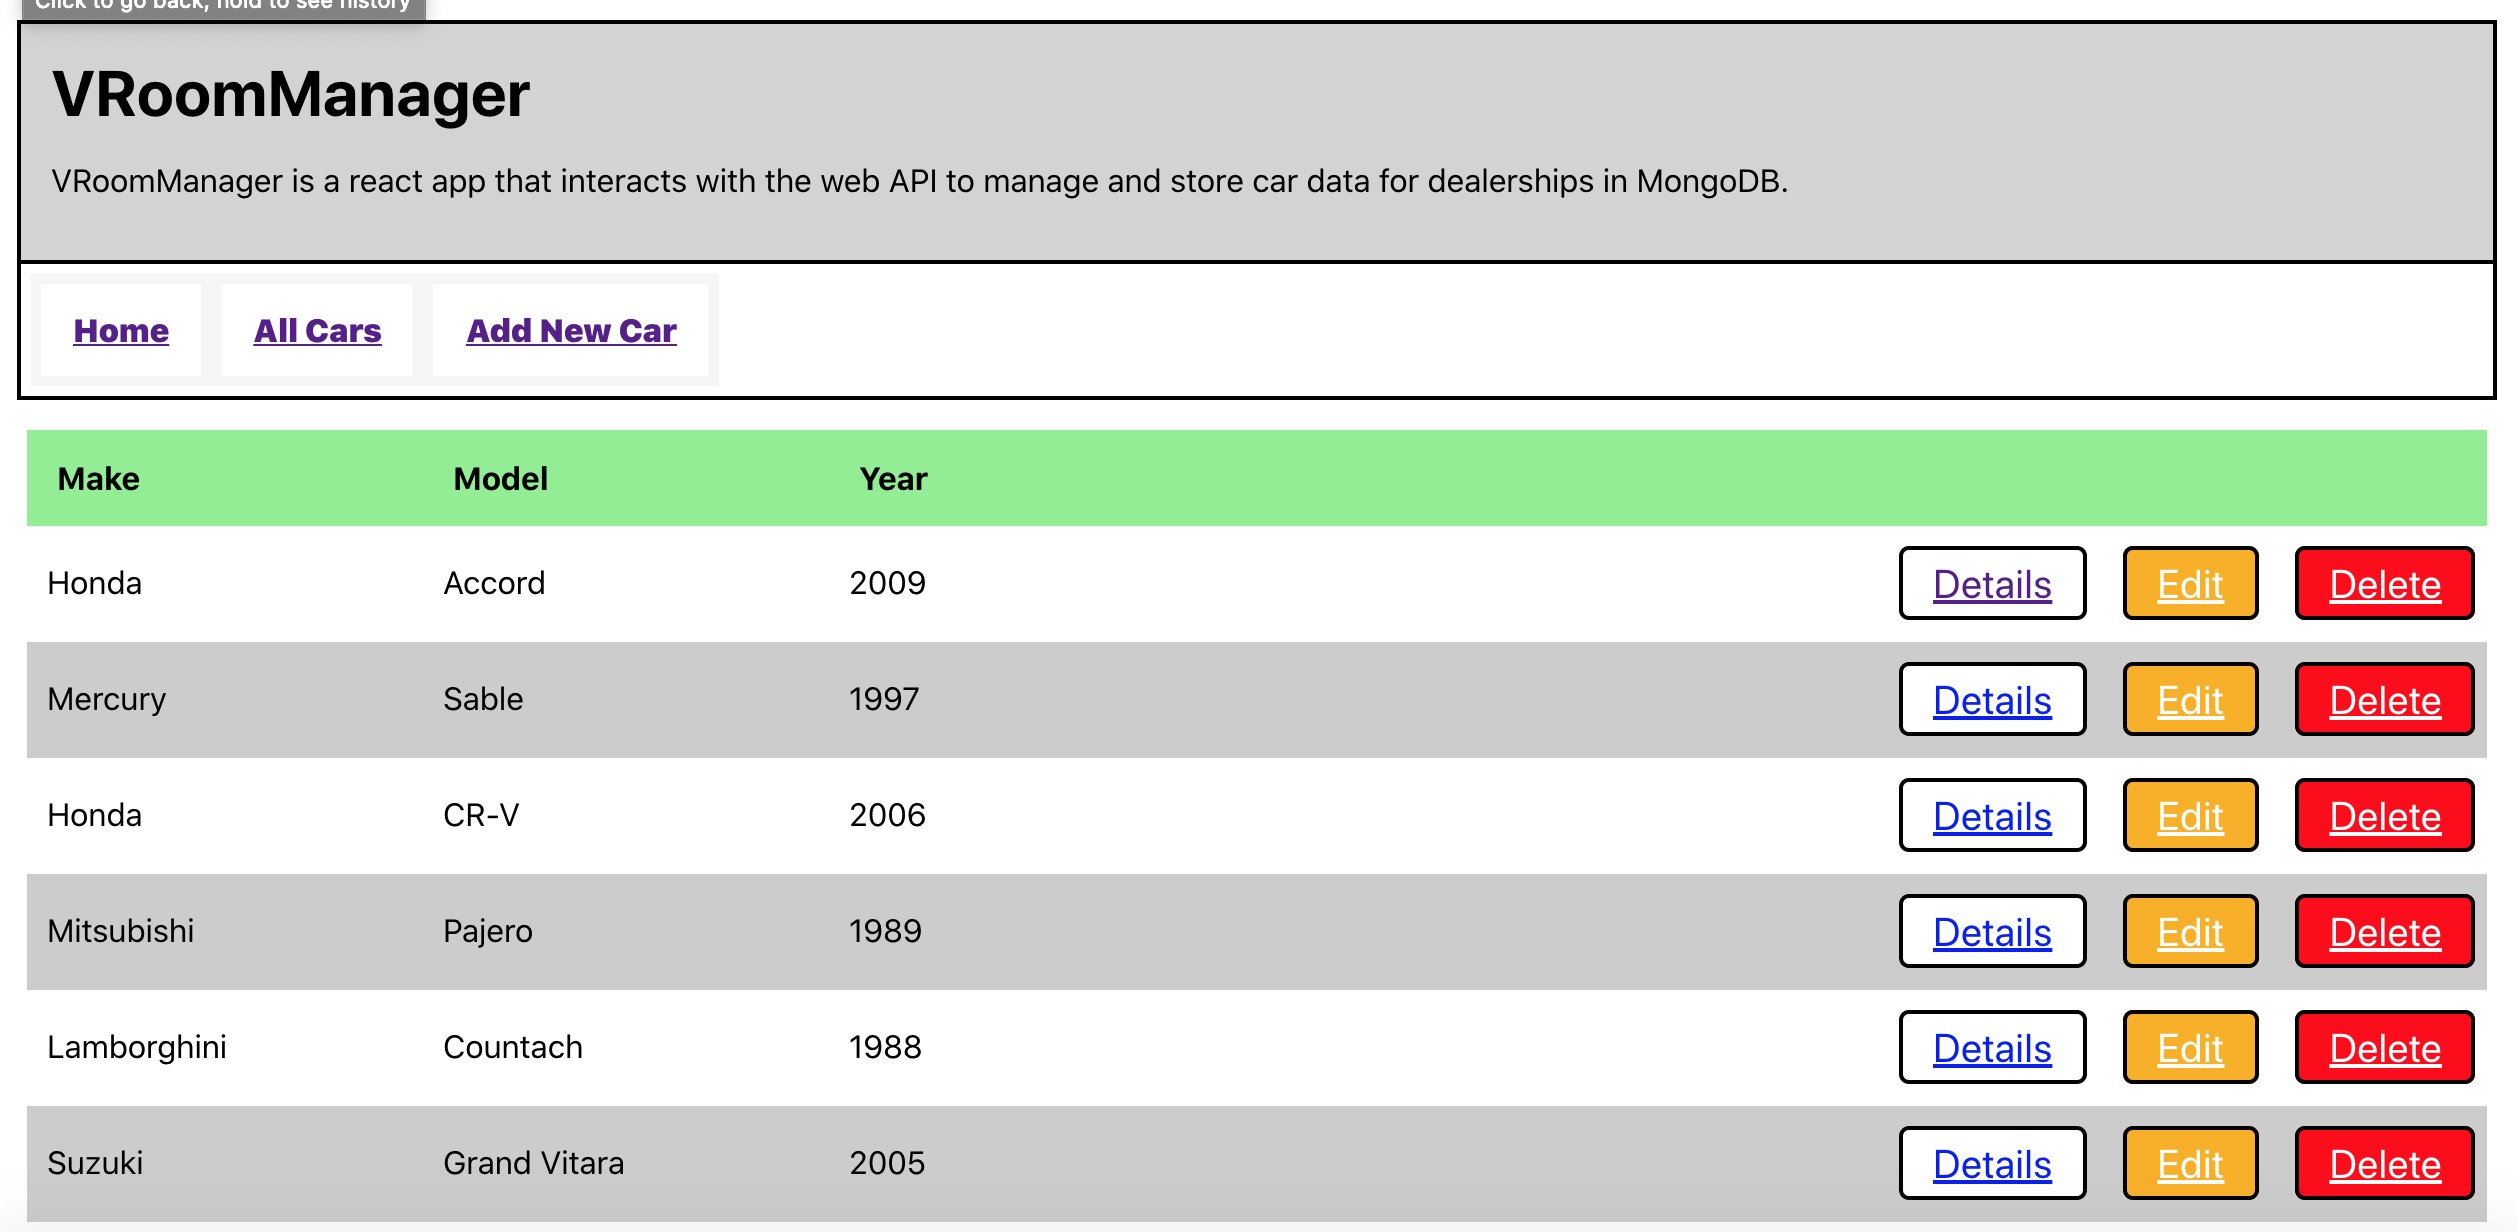 Click to go back, hold to see history
VRoomManager
VRoomManager is a react app that interacts with the web API to manage and store car data for dealerships in MongoDB.
Home All Cars Add New Car
Make Model Year
Honda Accord 2009 Details Edit Delete
Mercury Sable 1997 Details Edit Delete
Honda CR-V 2006 Details Edit Delete
Mitsubishi Pajero 1989 Details Edit Delete
Lamborghini Countach 1988 Details Edit Delete
Suzuki Grand Vitara 2005 Details Edit Delete